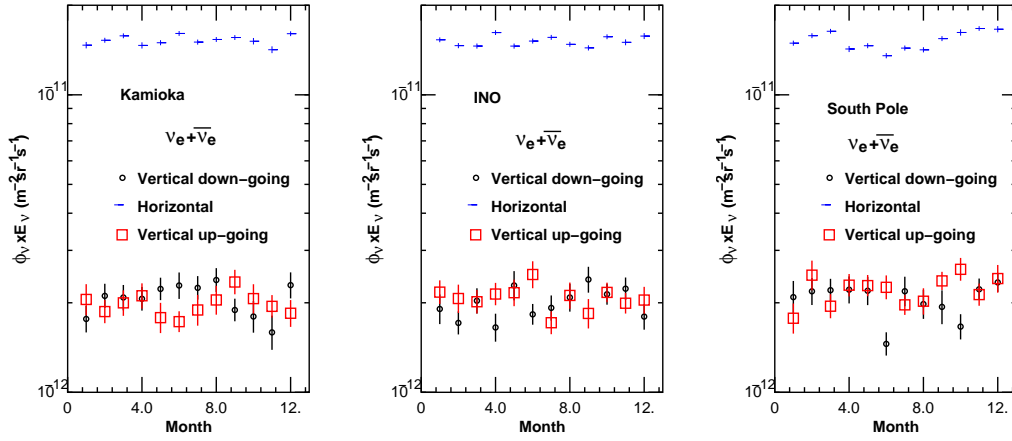 10⁻¹¹
10⁻¹²
ϕν xEν (m⁻²sr⁻¹s⁻¹)
Kamioka
νe+ν̅e
Vertical down−going
Horizontal
Vertical up−going
0
4.0
8.0
12.
Month
10⁻¹¹
10⁻¹²
ϕν xEν (m⁻²sr⁻¹s⁻¹)
INO
νe+ν̅e
Vertical down−going
Horizontal
Vertical up−going
0
4.0
8.0
12.
Month
10⁻¹¹
10⁻¹²
ϕν xEν (m⁻²sr⁻¹s⁻¹)
South Pole
νe+ν̅e
Vertical down−going
Horizontal
Vertical up−going
0
4.0
8.0
12.
Month